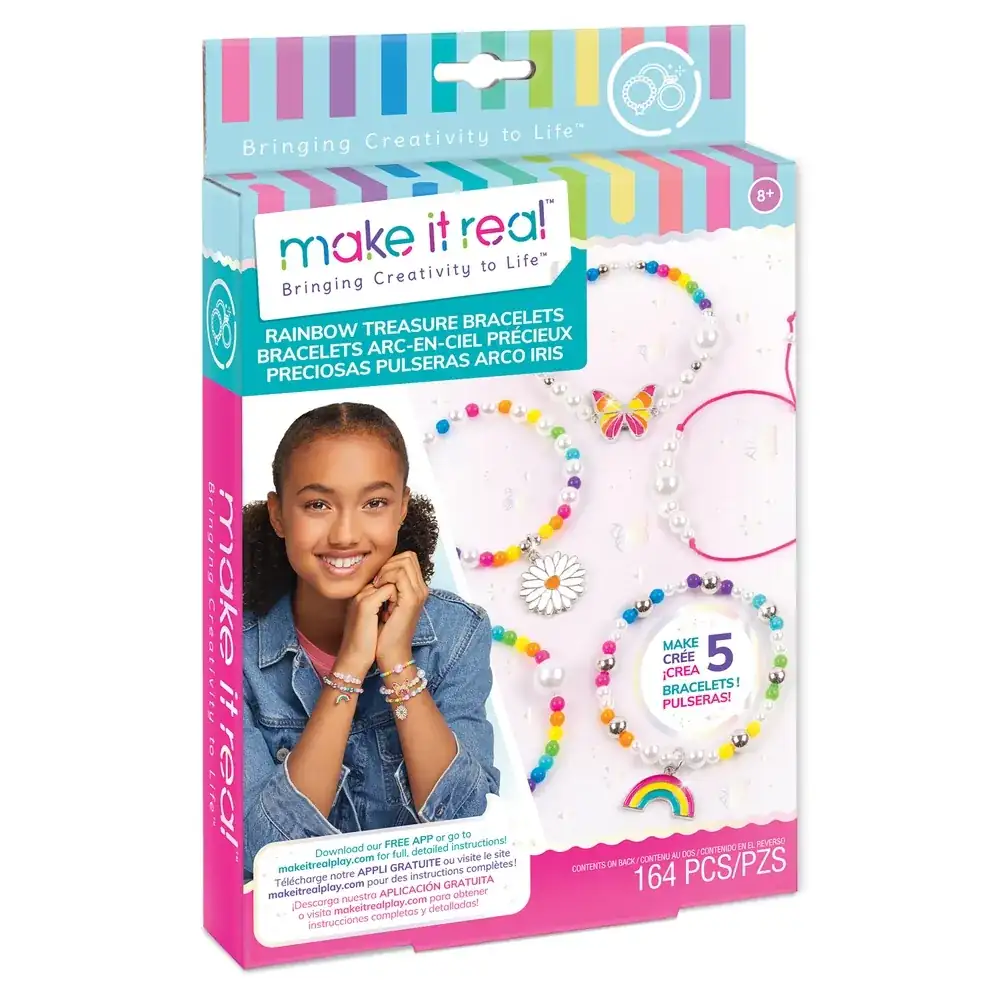 Bringing Creativity to Life™
8+
make it real™
Bringing Creativity to Life™
RAINBOW TREASURE BRACELETS
BRACELETS ARC-EN-CIEL PRÉCIEUX
PRECIOSAS PULSERAS ARCO IRIS
make it real™
Bringing Creativity to Life™
MAKE
CRÉE
¡CREA
5
BRACELETS!
PULSERAS!
Download our FREE APP or go to
makeitrealplay.com for full, detailed instructions!
Télécharge notre APPLI GRATUITE ou visite le site
makeitrealplay.com pour des instructions complètes!
¡Descarga nuestra APLICACIÓN GRATUITA
o visita makeitrealplay.com para obtener
instrucciones completas y detalladas!
CONTENTS ON BACK / CONTENU AU DOS / CONTENIDO EN EL REVERSO
164 PCS/PZS